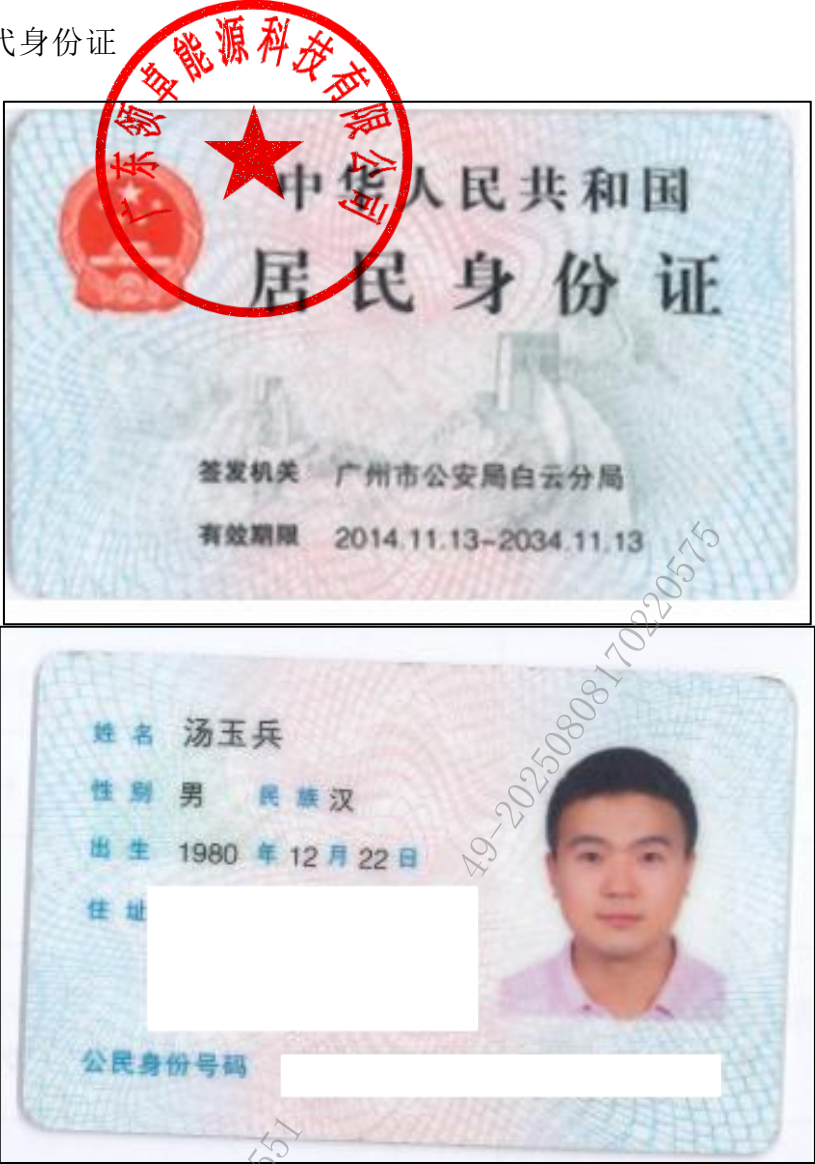 代身份证
广东领卓能源科技有限公司
中华人民共和国
居民身份证
签发机关 广州市公安局白云分局
有效期限 2014.11.13-2034.11.13
姓名 汤玉兵
性别 男 民族 汉
出生 1980 年 12 月 22 日
住址
公民身份号码
49-20250808170220575
551